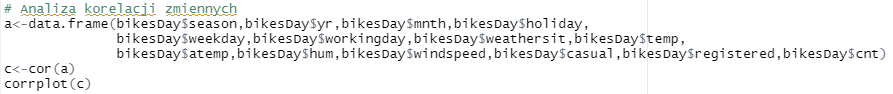 # Analiza korelacji zmiennych
a<-data.frame(bikesDay$season,bikesDay$yr,bikesDay$mnth,bikesDay$holiday,
bikesDay$weekday,bikesDay$workingday,bikesDay$weathersit,bikesDay$temp,
bikesDay$atemp,bikesDay$hum,bikesDay$windspeed,bikesDay$casual,bikesDay$registered,bikesDay$cnt)
c<-cor(a)
corrplot(c)